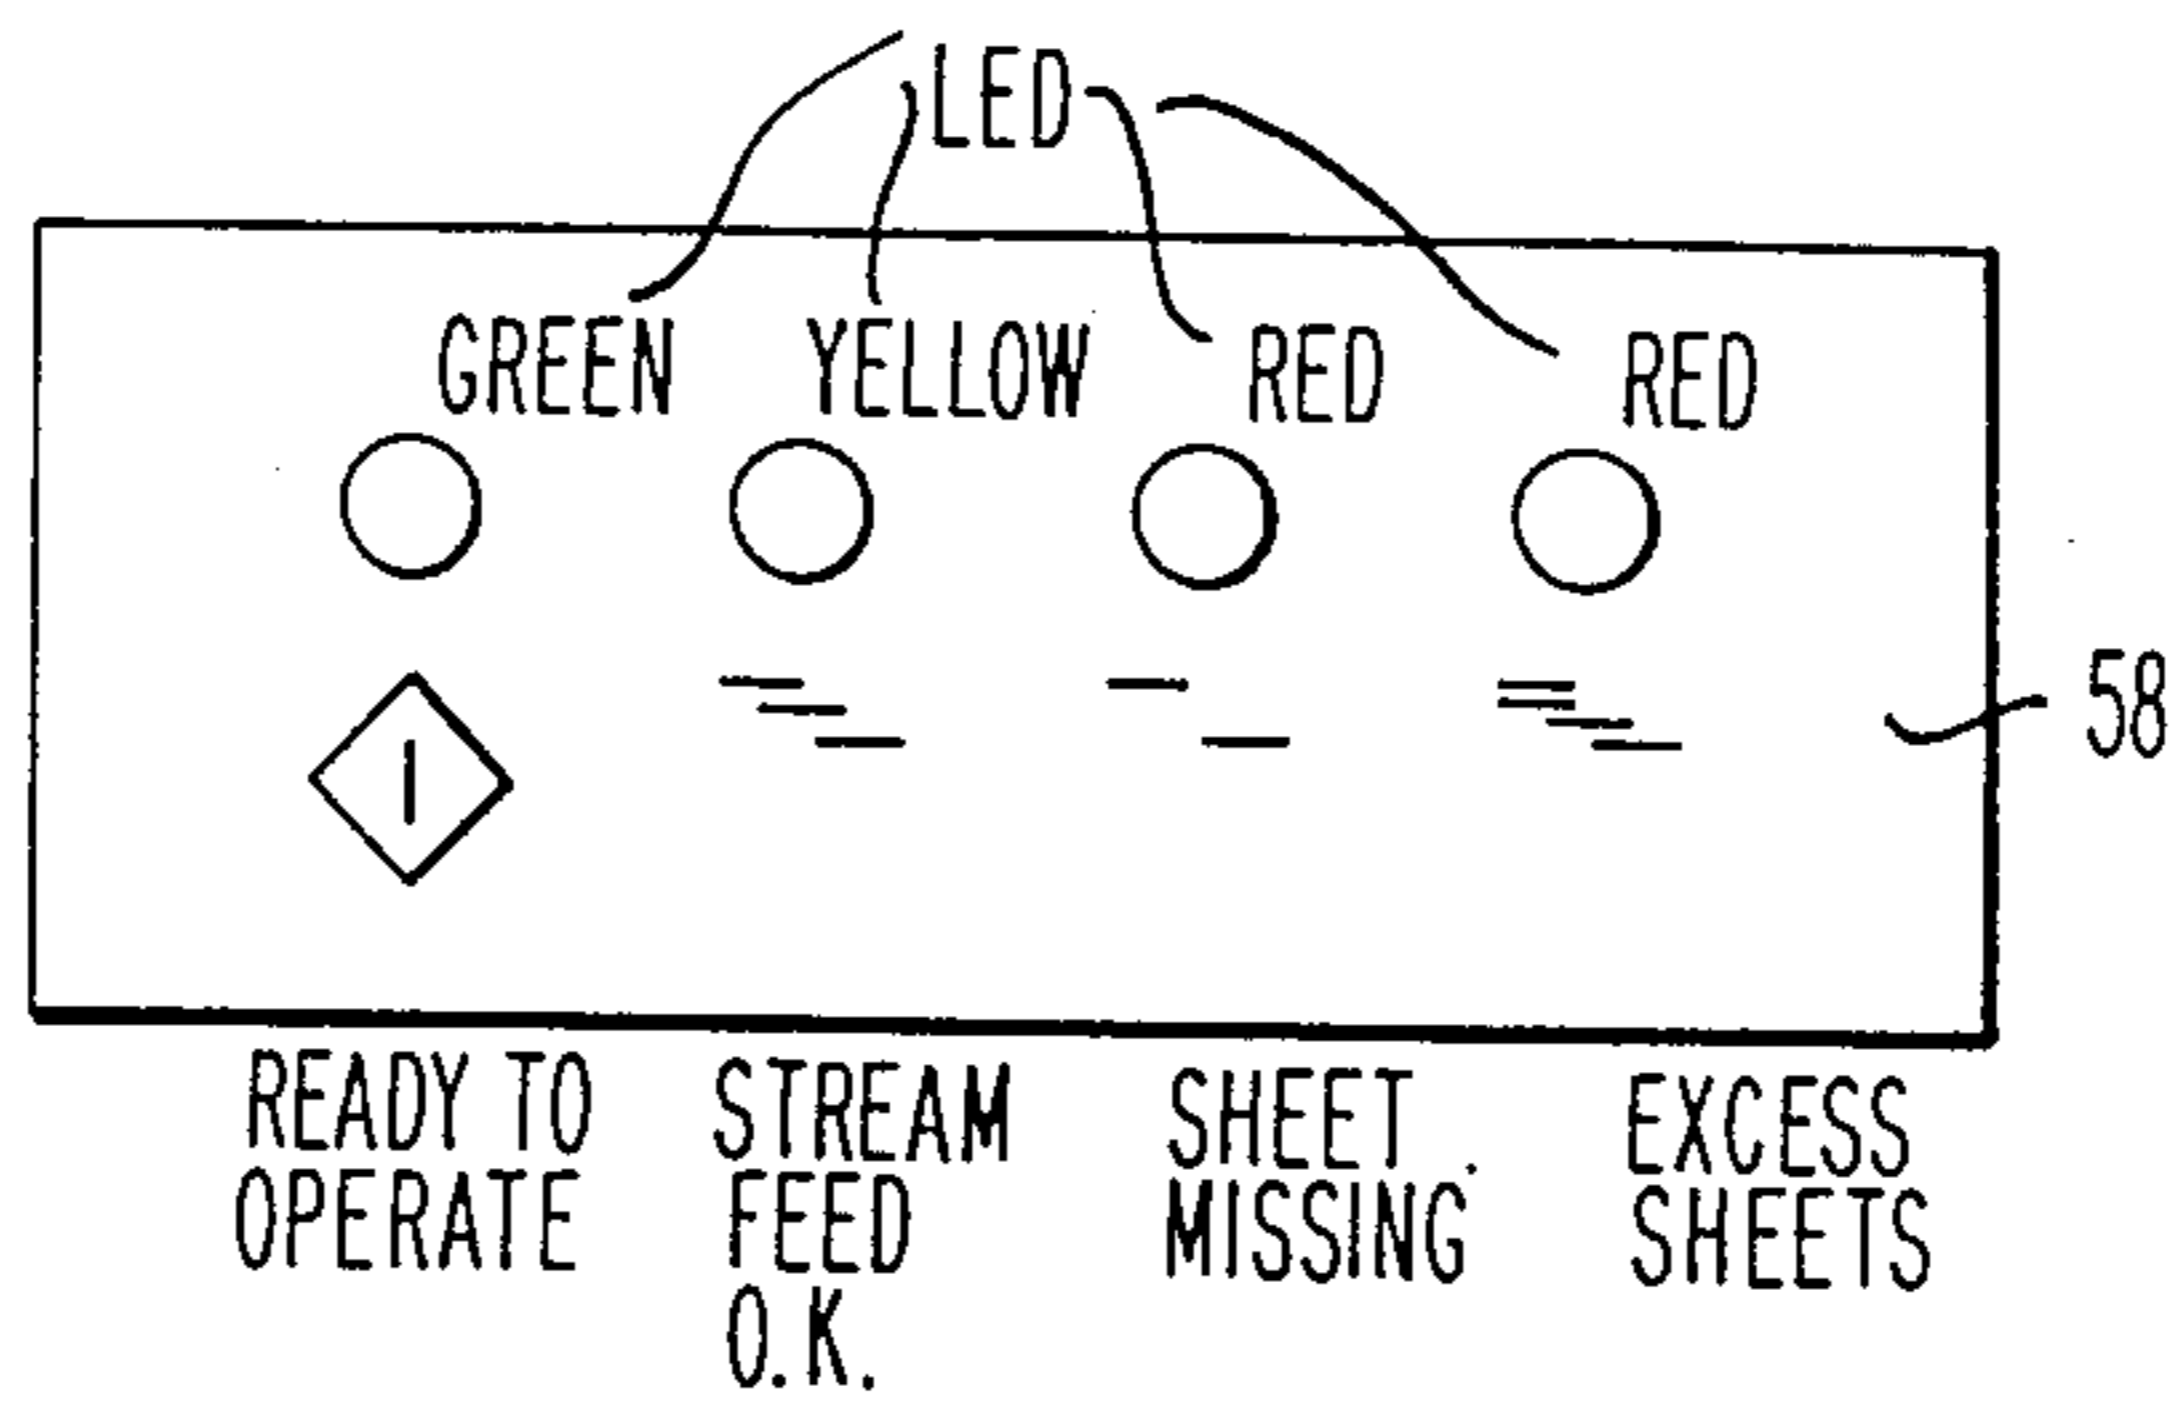 LED
GREEN YELLOW RED RED
58
READY TO STREAM SHEET EXCESS
OPERATE FEED MISSING SHEETS
O.K.